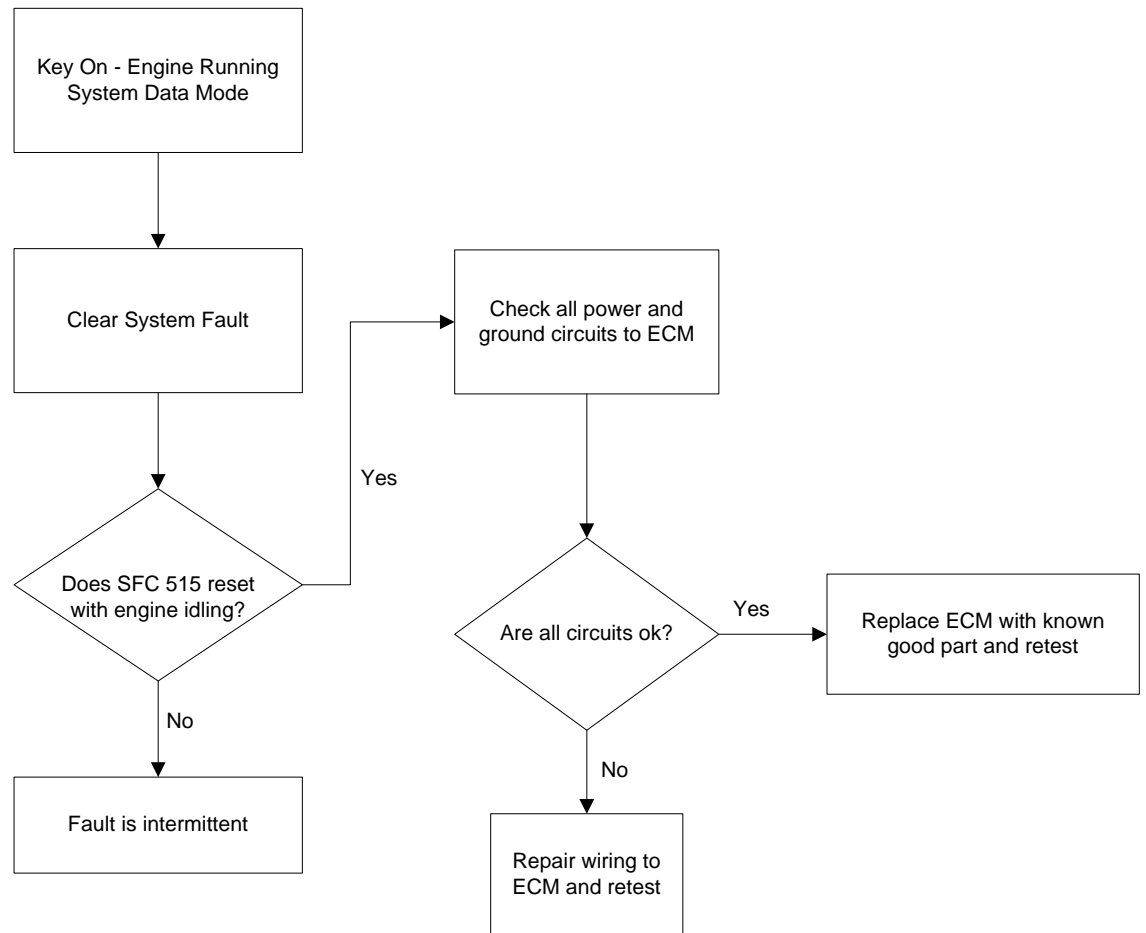 Key On - Engine Running
System Data Mode
Clear System Fault
Does SFC 515 reset
with engine idling?
Yes
No
Fault is intermittent
Check all power and
ground circuits to ECM
Are all circuits ok?
Yes
No
Replace ECM with known
good part and retest
Repair wiring to
ECM and retest